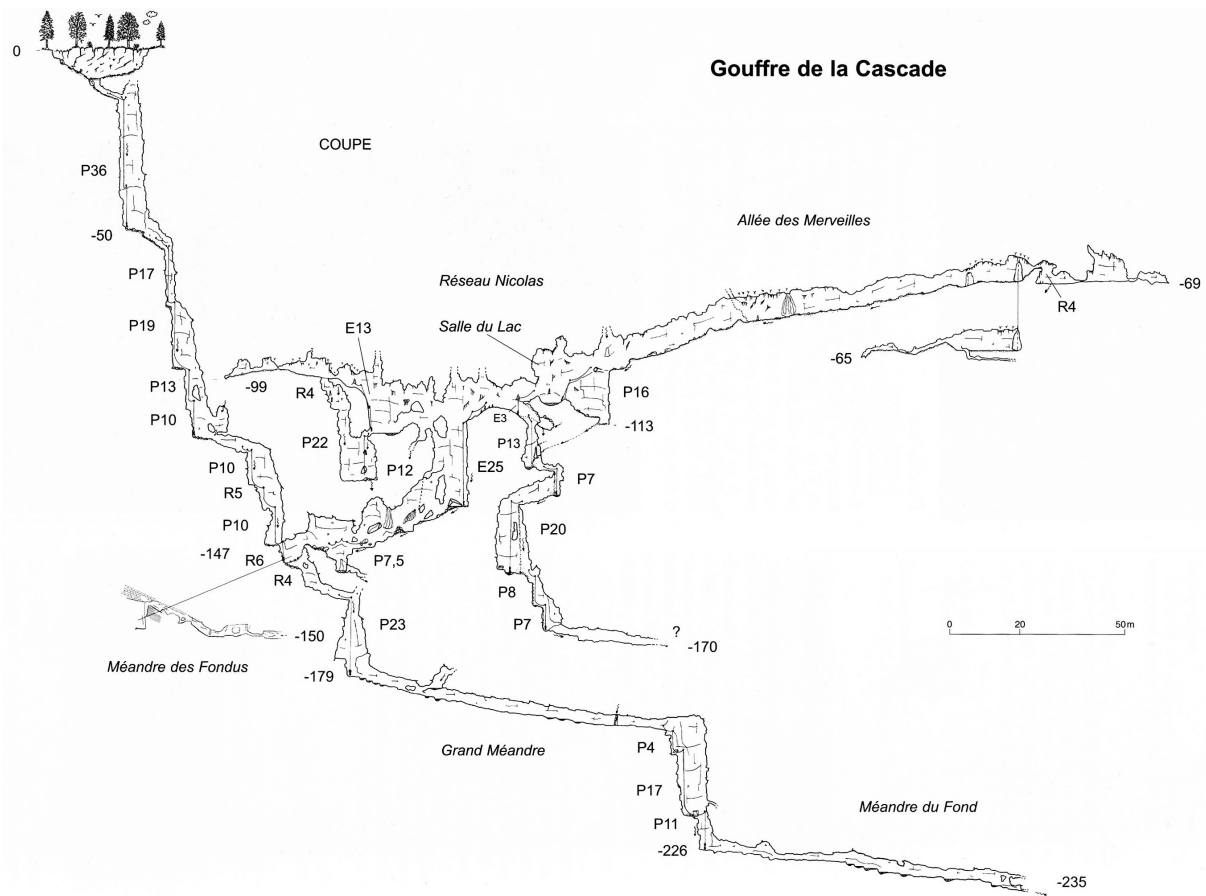 0
Gouffre de la Cascade
COUPE
P36
Allée des Merveilles
-50
P17
Réseau Nicolas
-69
R4
P19
Salle du Lac
E13
-65
P13
-99
R4
P16
P10
E3
-113
P22
P13
P10
P12
E25
P7
R5
P10
P20
-147
R6
P7,5
R4
P8
0
20
50m
P23
P7
?
-150
-170
Méandre des Fondus
-179
Grand Méandre
P4
P17
Méandre du Fond
P11
-226
-235